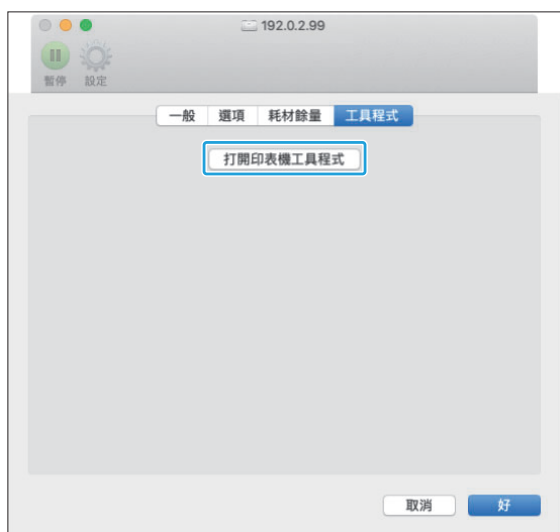 192.0.2.99
暫停 設定
一般 選項 耗材餘量 工具程式
打開印表機工具程式
取消 好